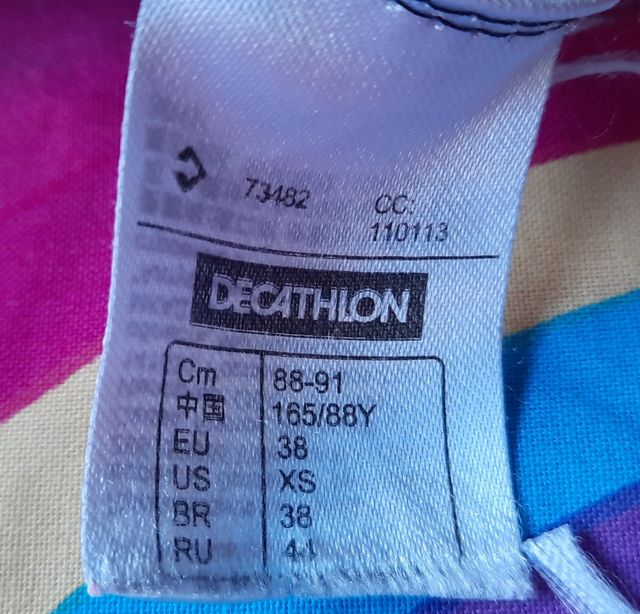 73482 CC:
110113
DECATHLON
Cm 88-91
中国 165/88Y
EU 38
US XS
BR 38
RU 44